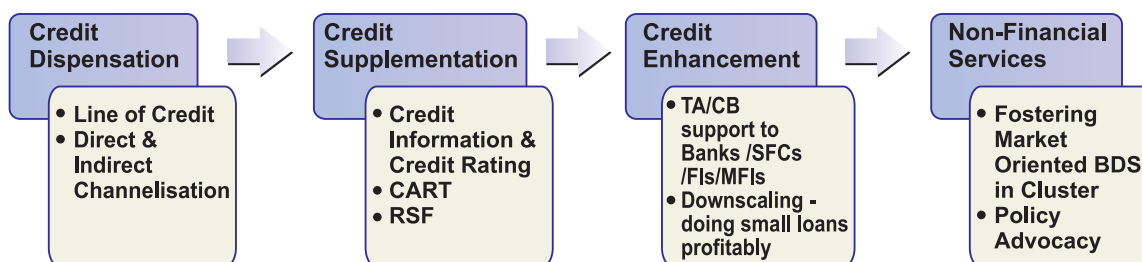 Credit
Dispensation
• Line of Credit
• Direct &
Indirect
Channelisation
Credit
Supplementation
• Credit
Information &
Credit Rating
• CART
• RSF
Credit
Enhancement
• TA/CB
support to
Banks /SFCs
/FIs/MFIs
• Downscaling -
doing small loans
profitably
Non-Financial
Services
• Fostering
Market
Oriented BDS
in Cluster
• Policy
Advocacy